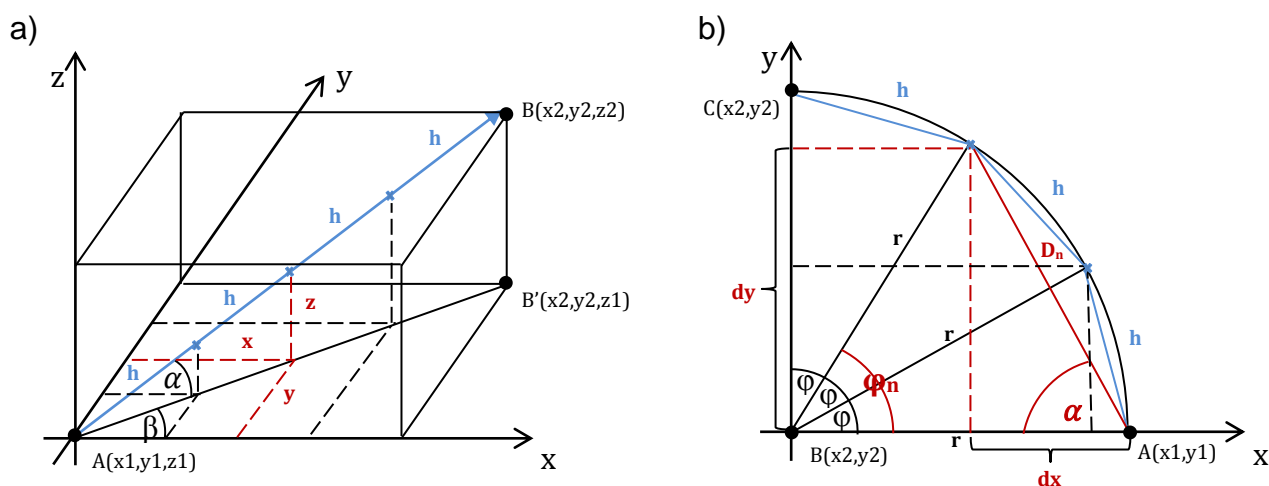 a)
z
y
B(x2,y2,z2)
h
h
h
z
B’(x2,y2,z1)
x
h
α
y
β
A(x1,y1,z1)
x
b)
y
h
C(x2,y2)
h
r
Dₙ
dy
r
h
φ
φ
φ
φₙ
α
r
B(x2,y2)
A(x1,y1)
x
dx